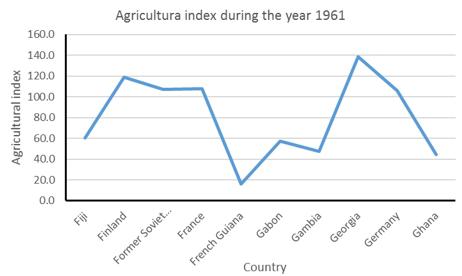 Agricultura index during the year 1961
160.0
140.0
120.0
100.0
80.0
60.0
40.0
20.0
0.0
Agricultural index
Fiji
Finland
Former Soviet...
France
French Guiana
Gabon
Gambia
Georgia
Germany
Ghana
Country